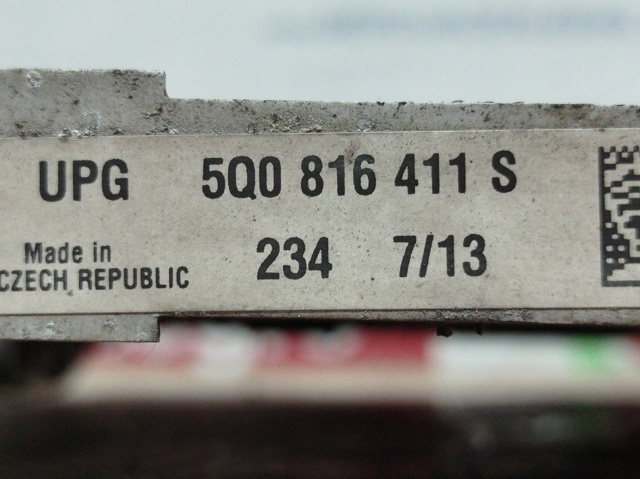 UPG 5Q0 816 411 S
Made in 234 7/13
CZECH REPUBLIC